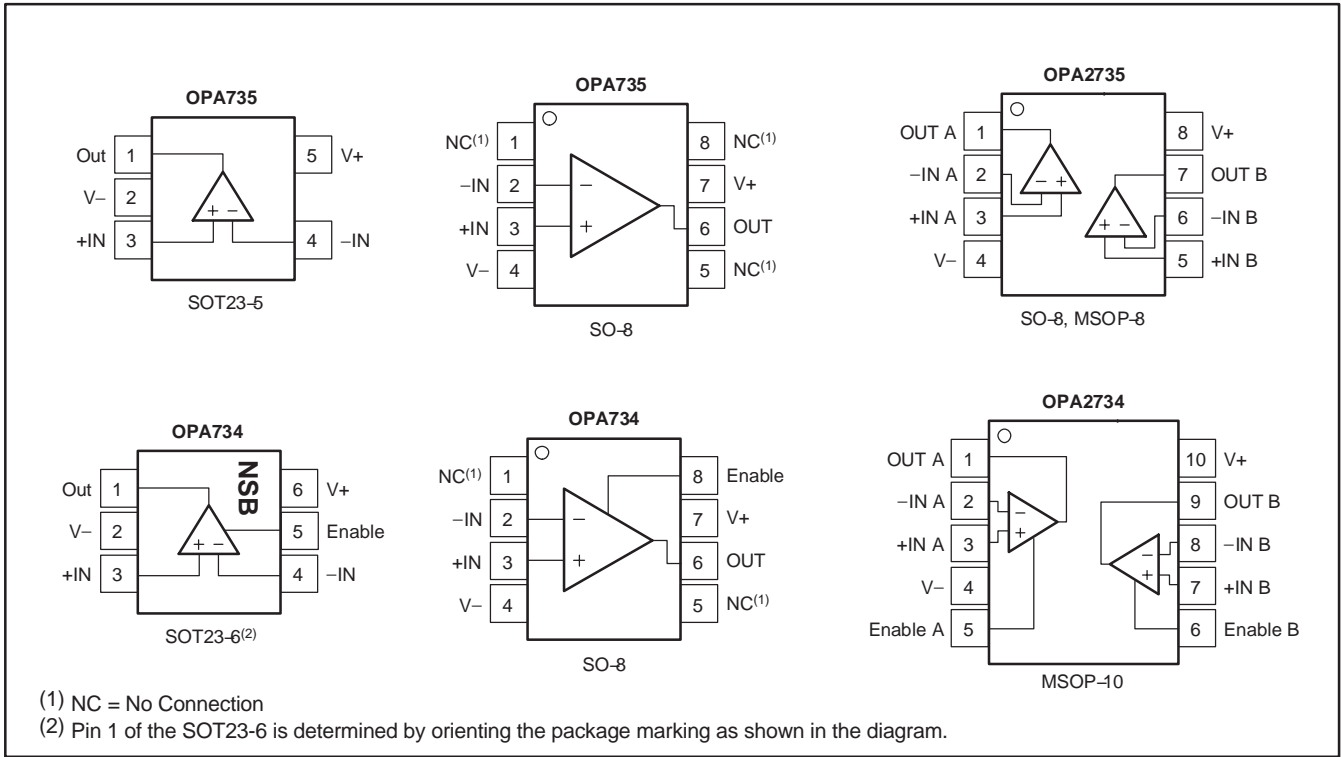 OPA735
Out 1
V– 2
+IN 3
5 V+
4 –IN
+ –
SOT23-5
OPA735
NC(1) 1
–IN 2
+IN 3
V– 4
8 NC(1)
7 V+
6 OUT
5 NC(1)
–
+
SO-8
OPA2735
OUT A 1
–IN A 2
+IN A 3
V– 4
8 V+
7 OUT B
6 –IN B
5 +IN B
– +
+ –
SO-8, MSOP-8
OPA734
Out 1
V– 2
+IN 3
NSB
6 V+
5 Enable
4 –IN
+ –
SOT23-6(2)
OPA734
NC(1) 1
–IN 2
+IN 3
V– 4
8 Enable
7 V+
6 OUT
5 NC(1)
–
+
SO-8
OPA2734
OUT A 1
–IN A 2
+IN A 3
V– 4
Enable A 5
10 V+
9 OUT B
8 –IN B
7 +IN B
6 Enable B
–
+
–
+
MSOP-10
(1) NC = No Connection
(2) Pin 1 of the SOT23-6 is determined by orienting the package marking as shown in the diagram.